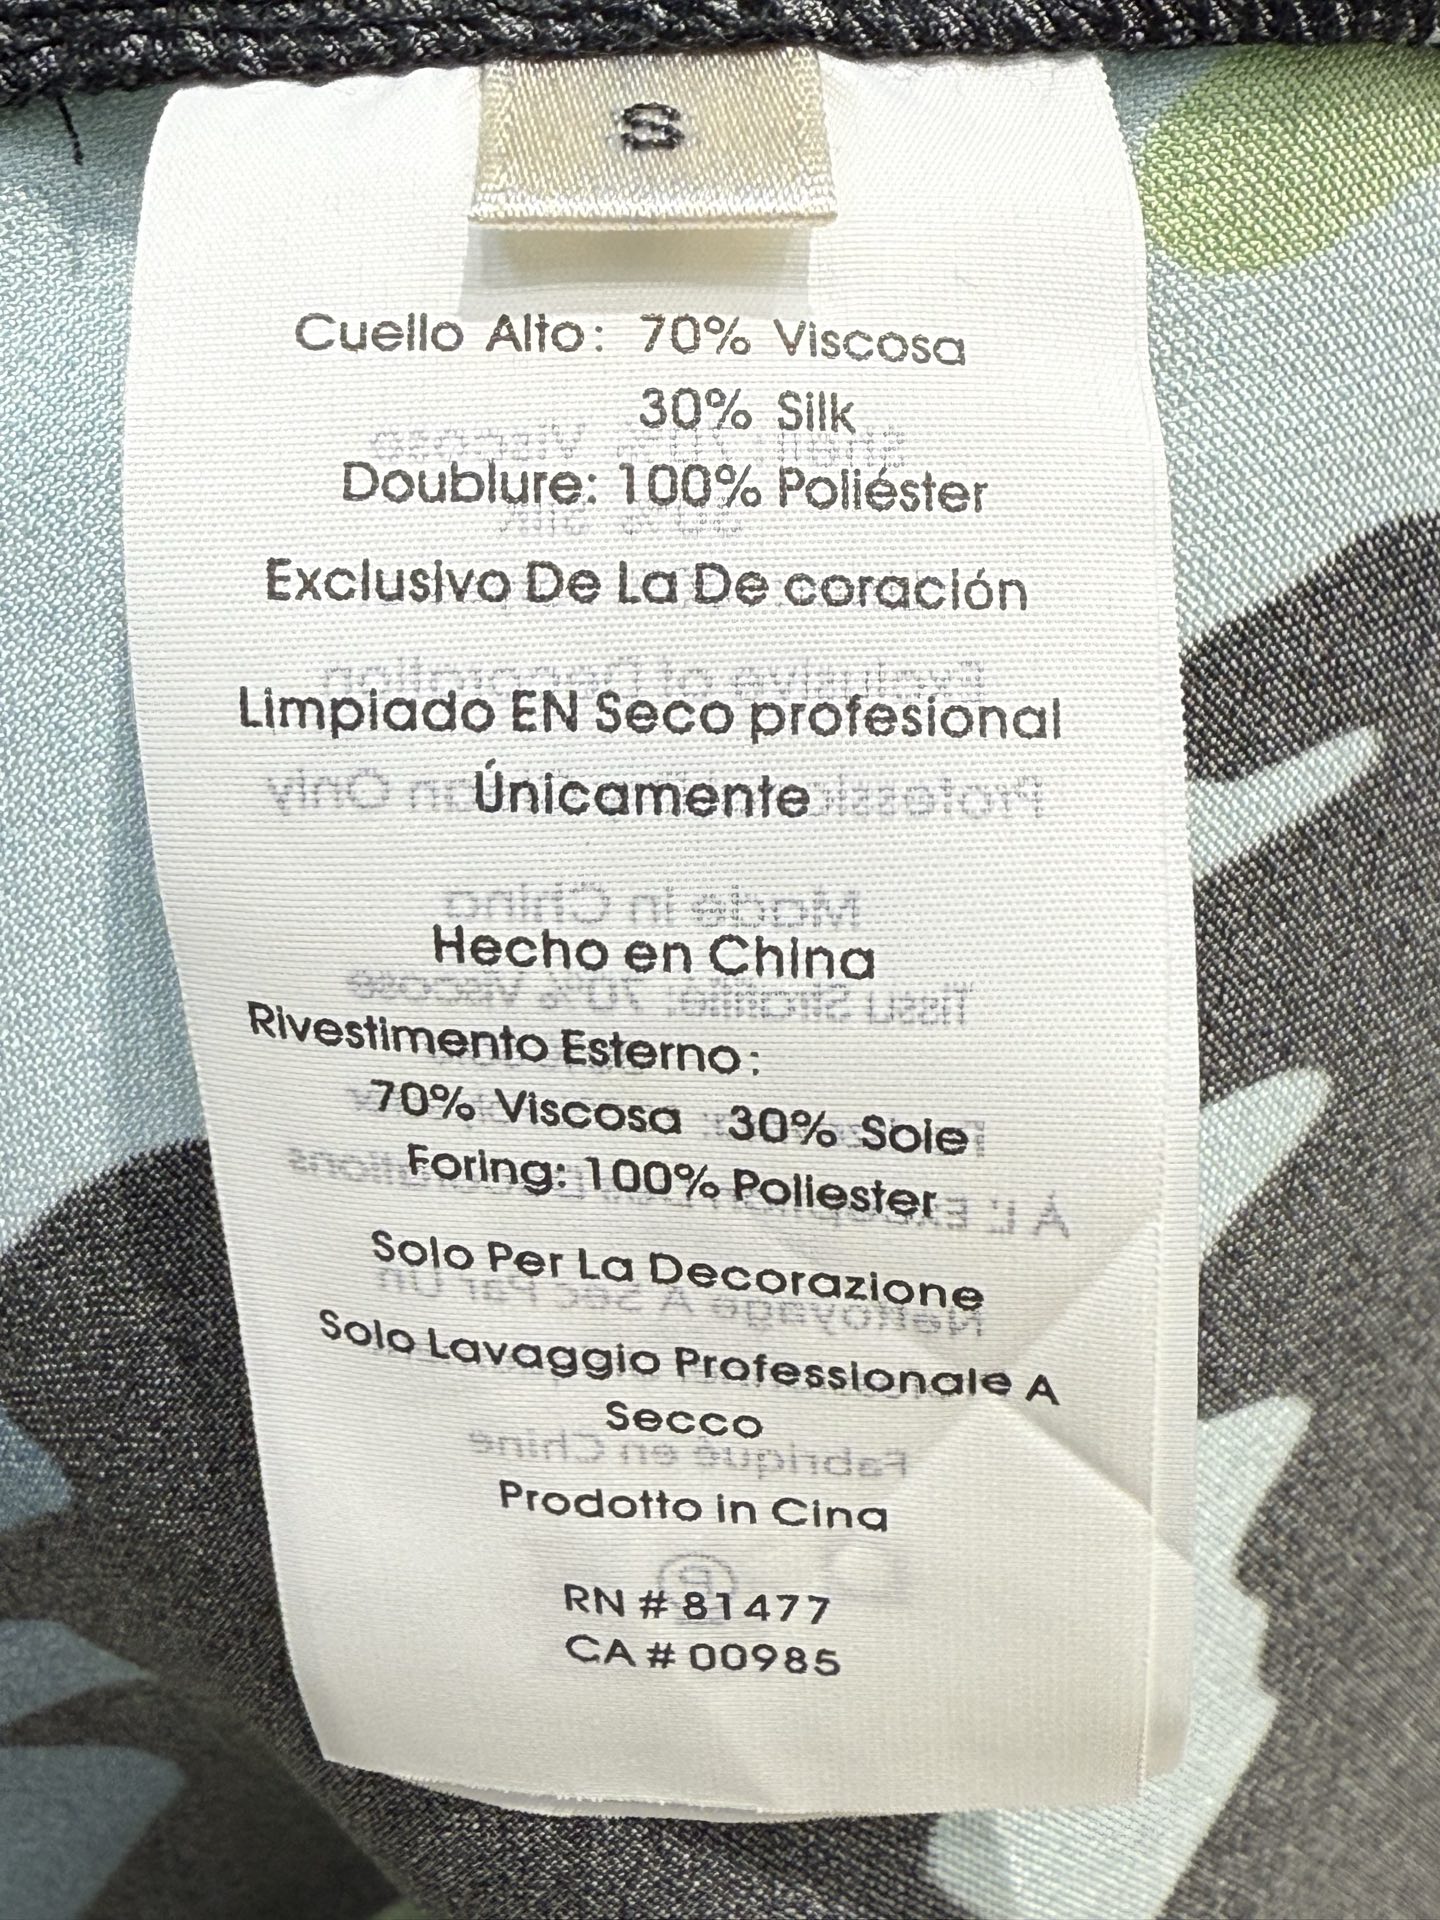 S
Cuello Alto: 70% Viscosa
30% Silk
Doublure: 100% Poliéster
Exclusivo De La De coración
Limpiado EN Seco profesional
Únicamente
Hecho en China
Rivestimento Esterno:
70% Viscosa 30% Soie
Foring: 100% Poliester
Solo Per La Decorazione
Solo Lavaggio Professionale A
Secco
Prodotto in Cina
RN # 81477
CA # 00985